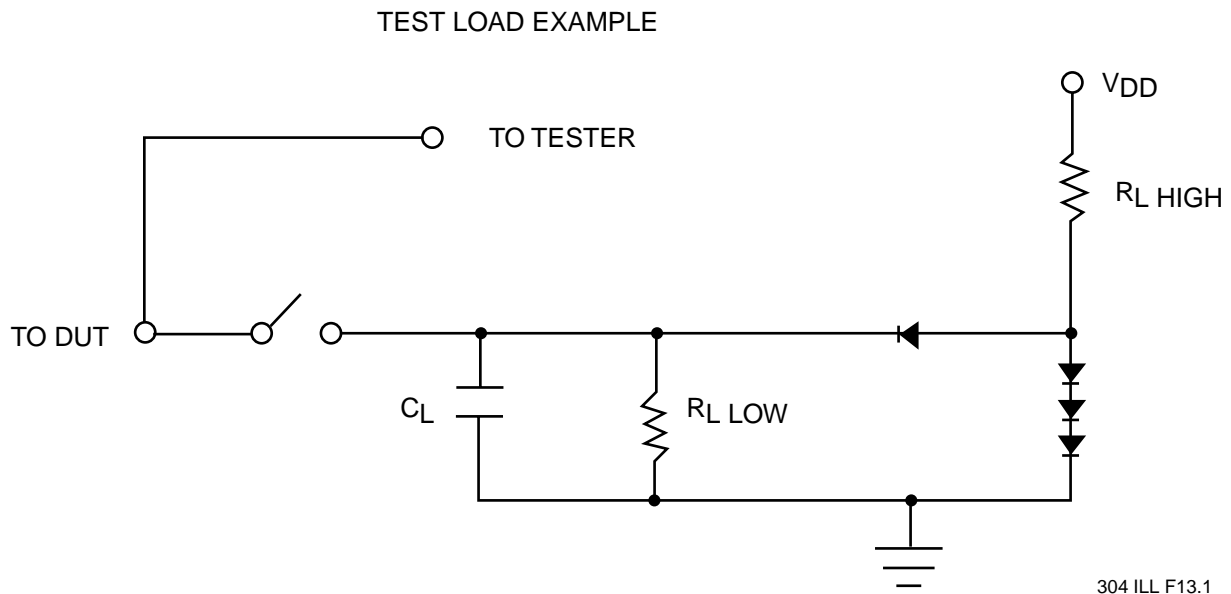 TEST LOAD EXAMPLE
VDD
TO TESTER
RL HIGH
TO DUT
CL
RL LOW
304 ILL F13.1